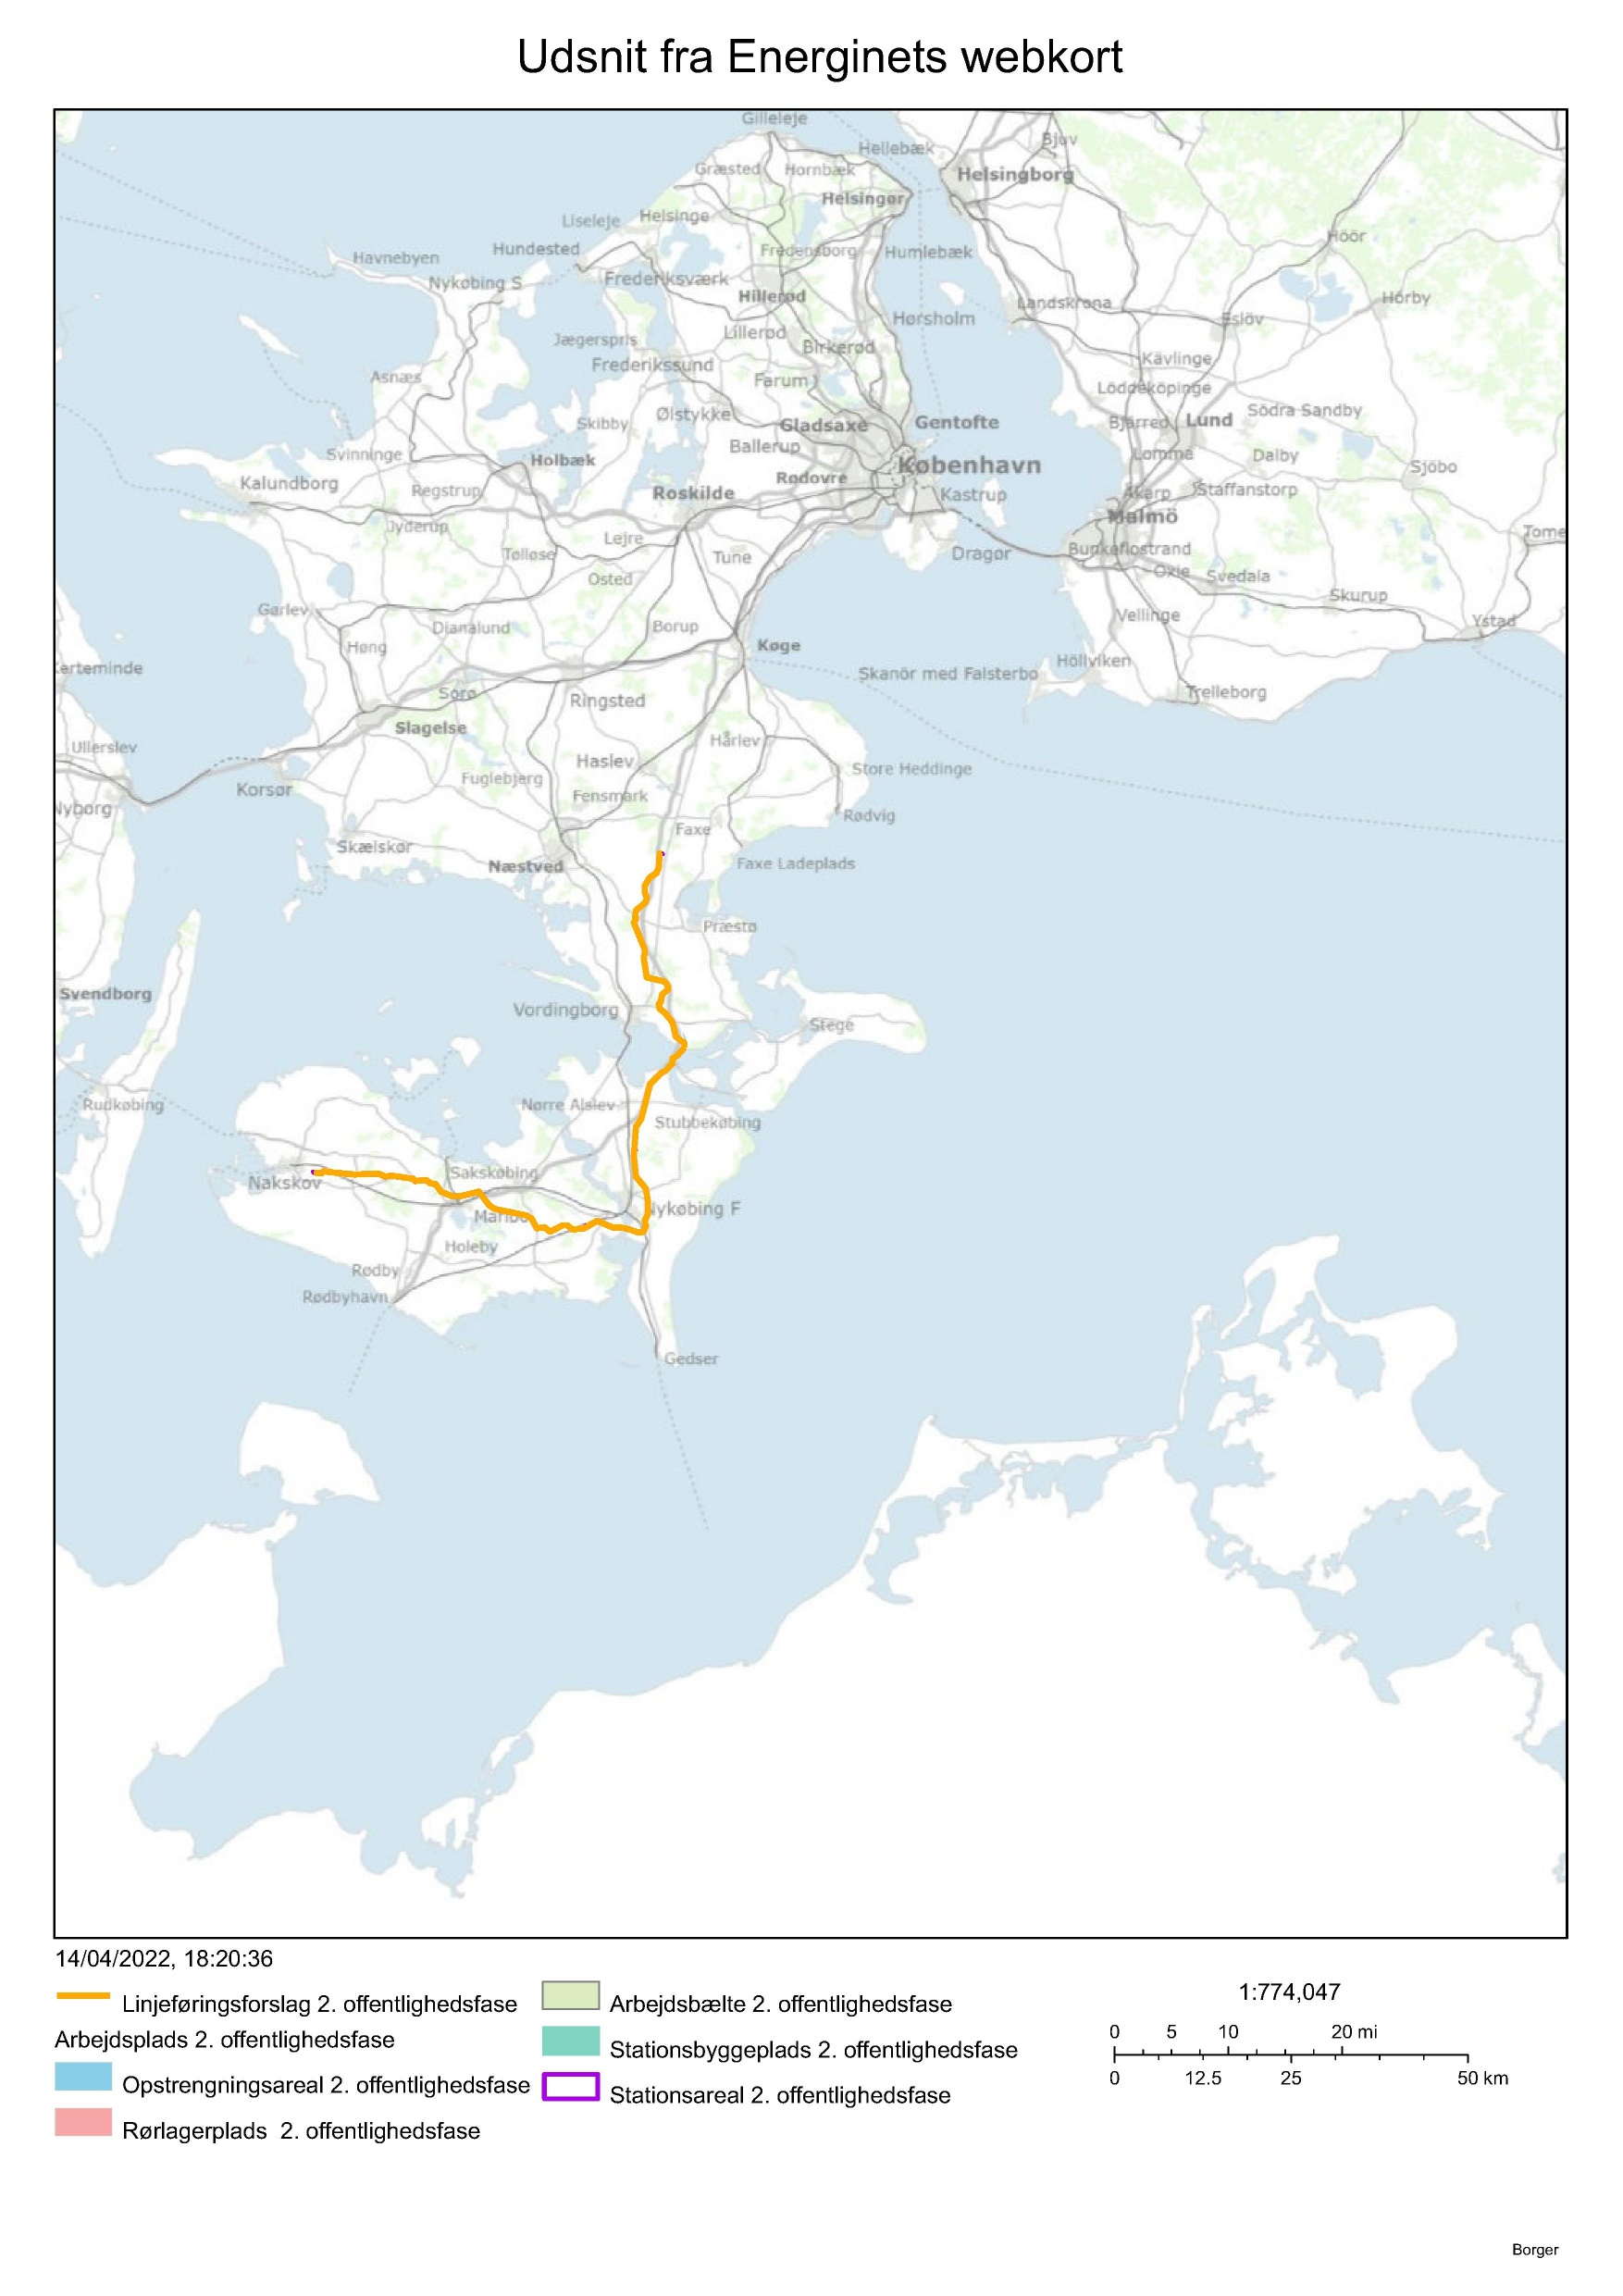 Udsnit fra Energinets webkort
Gilleleje
Bjuv
Hellebæk
Græsted
Hornbæk
Helsingborg
Helsingør
Liseleje
Helsinge
Höör
Hundested
Fredensborg
Humlebæk
Havnebyen
Nykøbing S
Frederiksværk
Hillerød
Landskrona
Hörby
Hørsholm
Eslöv
Lillerød
Jægerspris
Birkerød
Kävlinge
Frederikssund
Asnæs
Farum
Löddeköpinge
Ølstykke
Södra Sandby
Skibby
Gladsaxe
Gentofte
Bjärred
Lund
Ballerup
Svinninge
Holbæk
Lomma
Dalby
København
Sjöbo
Kalundborg
Rødovre
Regstrup
Roskilde
Kastrup
Åkarp
Staffanstorp
Malmö
Jyderup
Tome
Lejre
Tølløse
Tune
Dragør
Bunkeflostrand
Osted
Oxie
Svedala
Skurup
Gørlev
Vellinge
Ystad
Dianalund
Borup
Høng
Køge
Höllviken
erteminde
Skanör med Falsterbo
Sorø
Trelleborg
Ringsted
Slagelse
Hårlev
Ullerslev
Haslev
Store Heddinge
Fuglebjerg
Korsør
Fensmark
Nyborg
Rødvig
Faxe
Skælskør
Næstved
Faxe Ladeplads
Præstø
Svendborg
Vordingborg
Stege
Rudkøbing
Nørre Alslev
Stubbekøbing
Sakskøbing
Nakskov
Nykøbing F
Maribo
Holeby
Rødby
Rødbyhavn
Gedser
14/04/2022, 18:20:36
Linjeføringsforslag 2. offentlighedsfase
Arbejdsplads 2. offentlighedsfase
Opstrengningsareal 2. offentlighedsfase
Rørlagerplads  2. offentlighedsfase
Arbejdsbælte 2. offentlighedsfase
Stationsbyggeplads 2. offentlighedsfase
Stationsareal 2. offentlighedsfase
1:774,047
0 5 10 20 mi
0 12.5 25 50 km
Borger